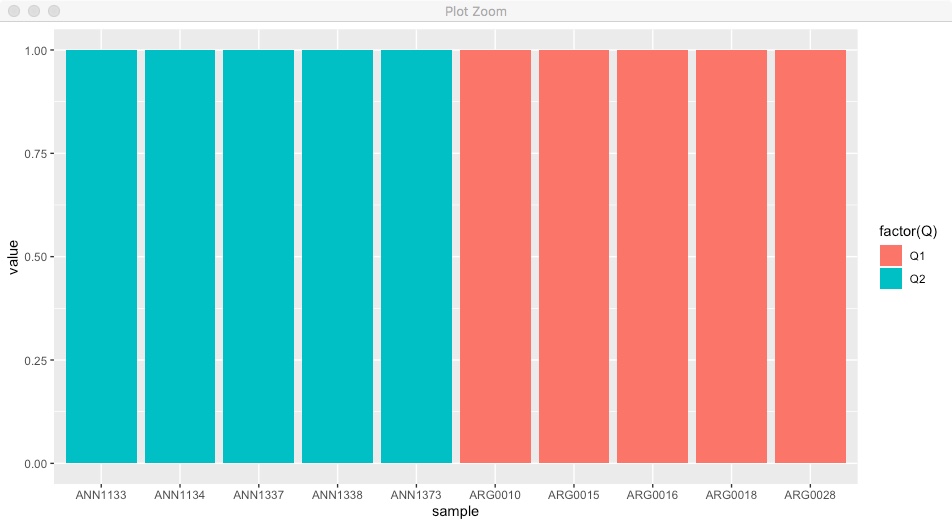 Plot Zoom
1.00
0.75
0.50
0.25
0.00
value
ANN1133 ANN1134 ANN1337 ANN1338 ANN1373 ARG0010 ARG0015 ARG0016 ARG0018 ARG0028
sample
factor(Q)
Q1
Q2